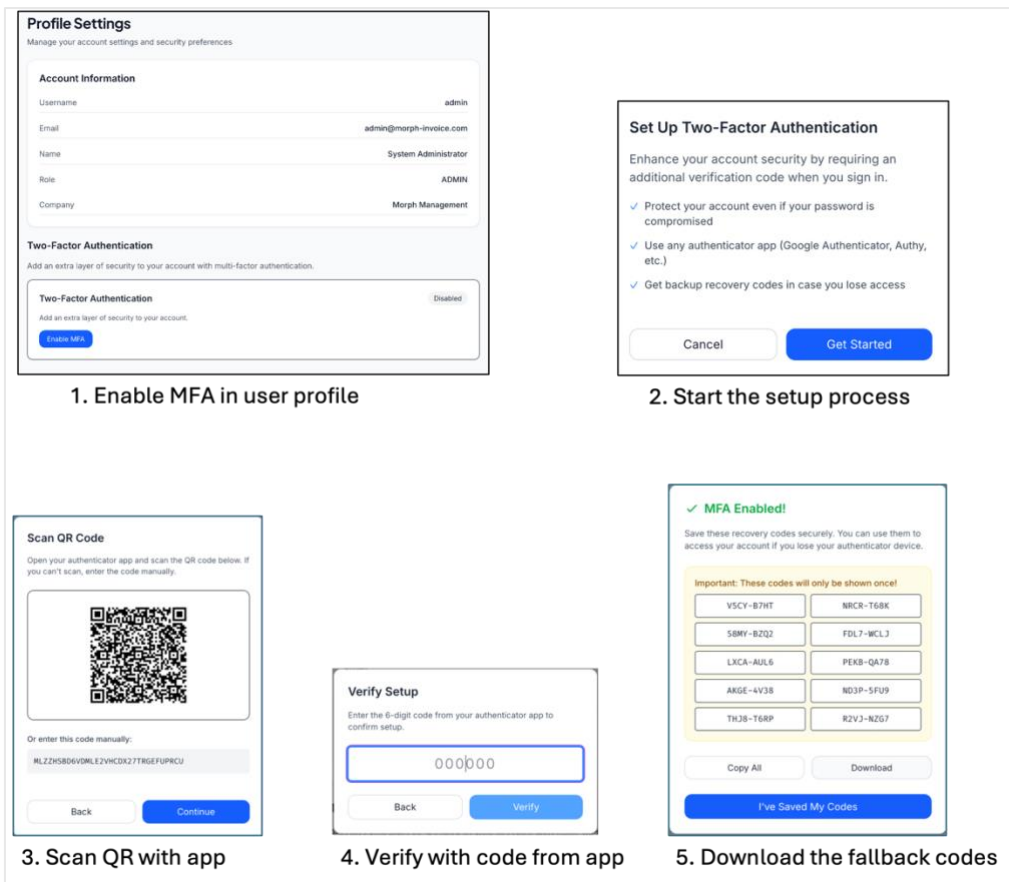 Profile Settings
Manage your account settings and security preferences
Account Information
Username admin
Email admin@morph-invoice.com
Name System Administrator
Role ADMIN
Company Morph Management
Two-Factor Authentication
Add an extra layer of security to your account with multi-factor authentication.
Two-Factor Authentication Disabled
Add an extra layer of security to your account.
Enable MFA
1. Enable MFA in user profile
Set Up Two-Factor Authentication
Enhance your account security by requiring an
additional verification code when you sign in.
✓ Protect your account even if your password is
compromised
✓ Use any authenticator app (Google Authenticator, Authy,
etc.)
✓ Get backup recovery codes in case you lose access
Cancel Get Started
2. Start the setup process
Scan QR Code
Open your authenticator app and scan the QR code below. If
you can't scan, enter the code manually.
Or enter this code manually:
MLZZHSBD6VDMLE2VHCDX27TRGEFUPRCU
Back Continue
3. Scan QR with app
Verify Setup
Enter the 6-digit code from your authenticator app to
confirm setup.
000000
Back Verify
4. Verify with code from app
✓ MFA Enabled!
Save these recovery codes securely. You can use them to
access your account if you lose your authenticator device.
Important: These codes will only be shown once!
V5CY-B7HT NRCR-T68K
58MY-BZQ2 FDL7-WCLJ
LXCA-AUL6 PEKB-QA78
AKGE-4V38 ND3P-5FU9
THJ8-T6RP R2VJ-NZG7
Copy All Download
I've Saved My Codes
5. Download the fallback codes